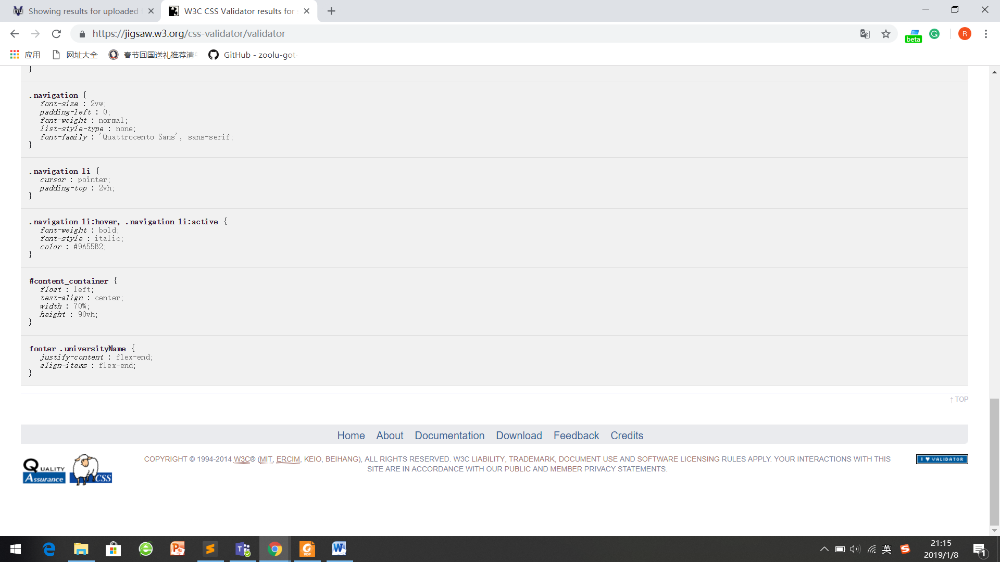 Showing results for uploaded
W3C CSS Validator results for
https://jigsaw.w3.org/css-validator/validator
beta
R
应用
网址大全
春节回国送礼推荐清单
GitHub - zoolu-got
}
.navigation {
font-size : 2vw;
padding-left : 0;
font-weight : normal;
list-style-type : none;
font-family : 'Quattrocento Sans', sans-serif;
}
.navigation li {
cursor : pointer;
padding-top : 2vh;
}
.navigation li:hover, .navigation li:active {
font-weight : bold;
font-style : italic;
color : #9A55B2;
}
#content_container {
float : left;
text-align : center;
width : 70%;
height : 90vh;
}
footer .universityName {
justify-content : flex-end;
align-items : flex-end;
}
↑ TOP
Home About Documentation Download Feedback Credits
Quality Assurance
CSS
COPYRIGHT © 1994-2014 W3C® (MIT, ERCIM, KEIO, BEIHANG), ALL RIGHTS RESERVED. W3C LIABILITY, TRADEMARK, DOCUMENT USE AND SOFTWARE LICENSING RULES APPLY. YOUR INTERACTIONS WITH THIS
SITE ARE IN ACCORDANCE WITH OUR PUBLIC AND MEMBER PRIVACY STATEMENTS.
I ♥ VALIDATOR
英
21:15
2019/1/8
1